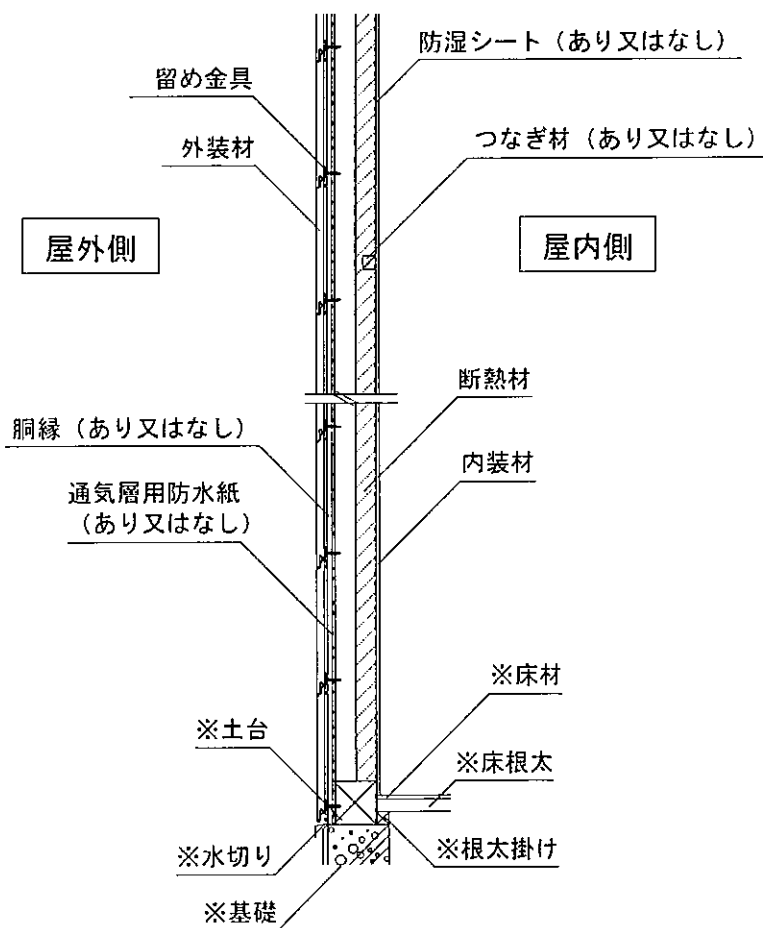 防湿シート（あり又はなし）
留め金具
つなぎ材（あり又はなし）
外装材
屋外側
屋内側
断熱材
胴縁（あり又はなし）
内装材
通気層用防水紙
（あり又はなし）
※床材
※土台
※床根太
※水切り
※根太掛け
※基礎